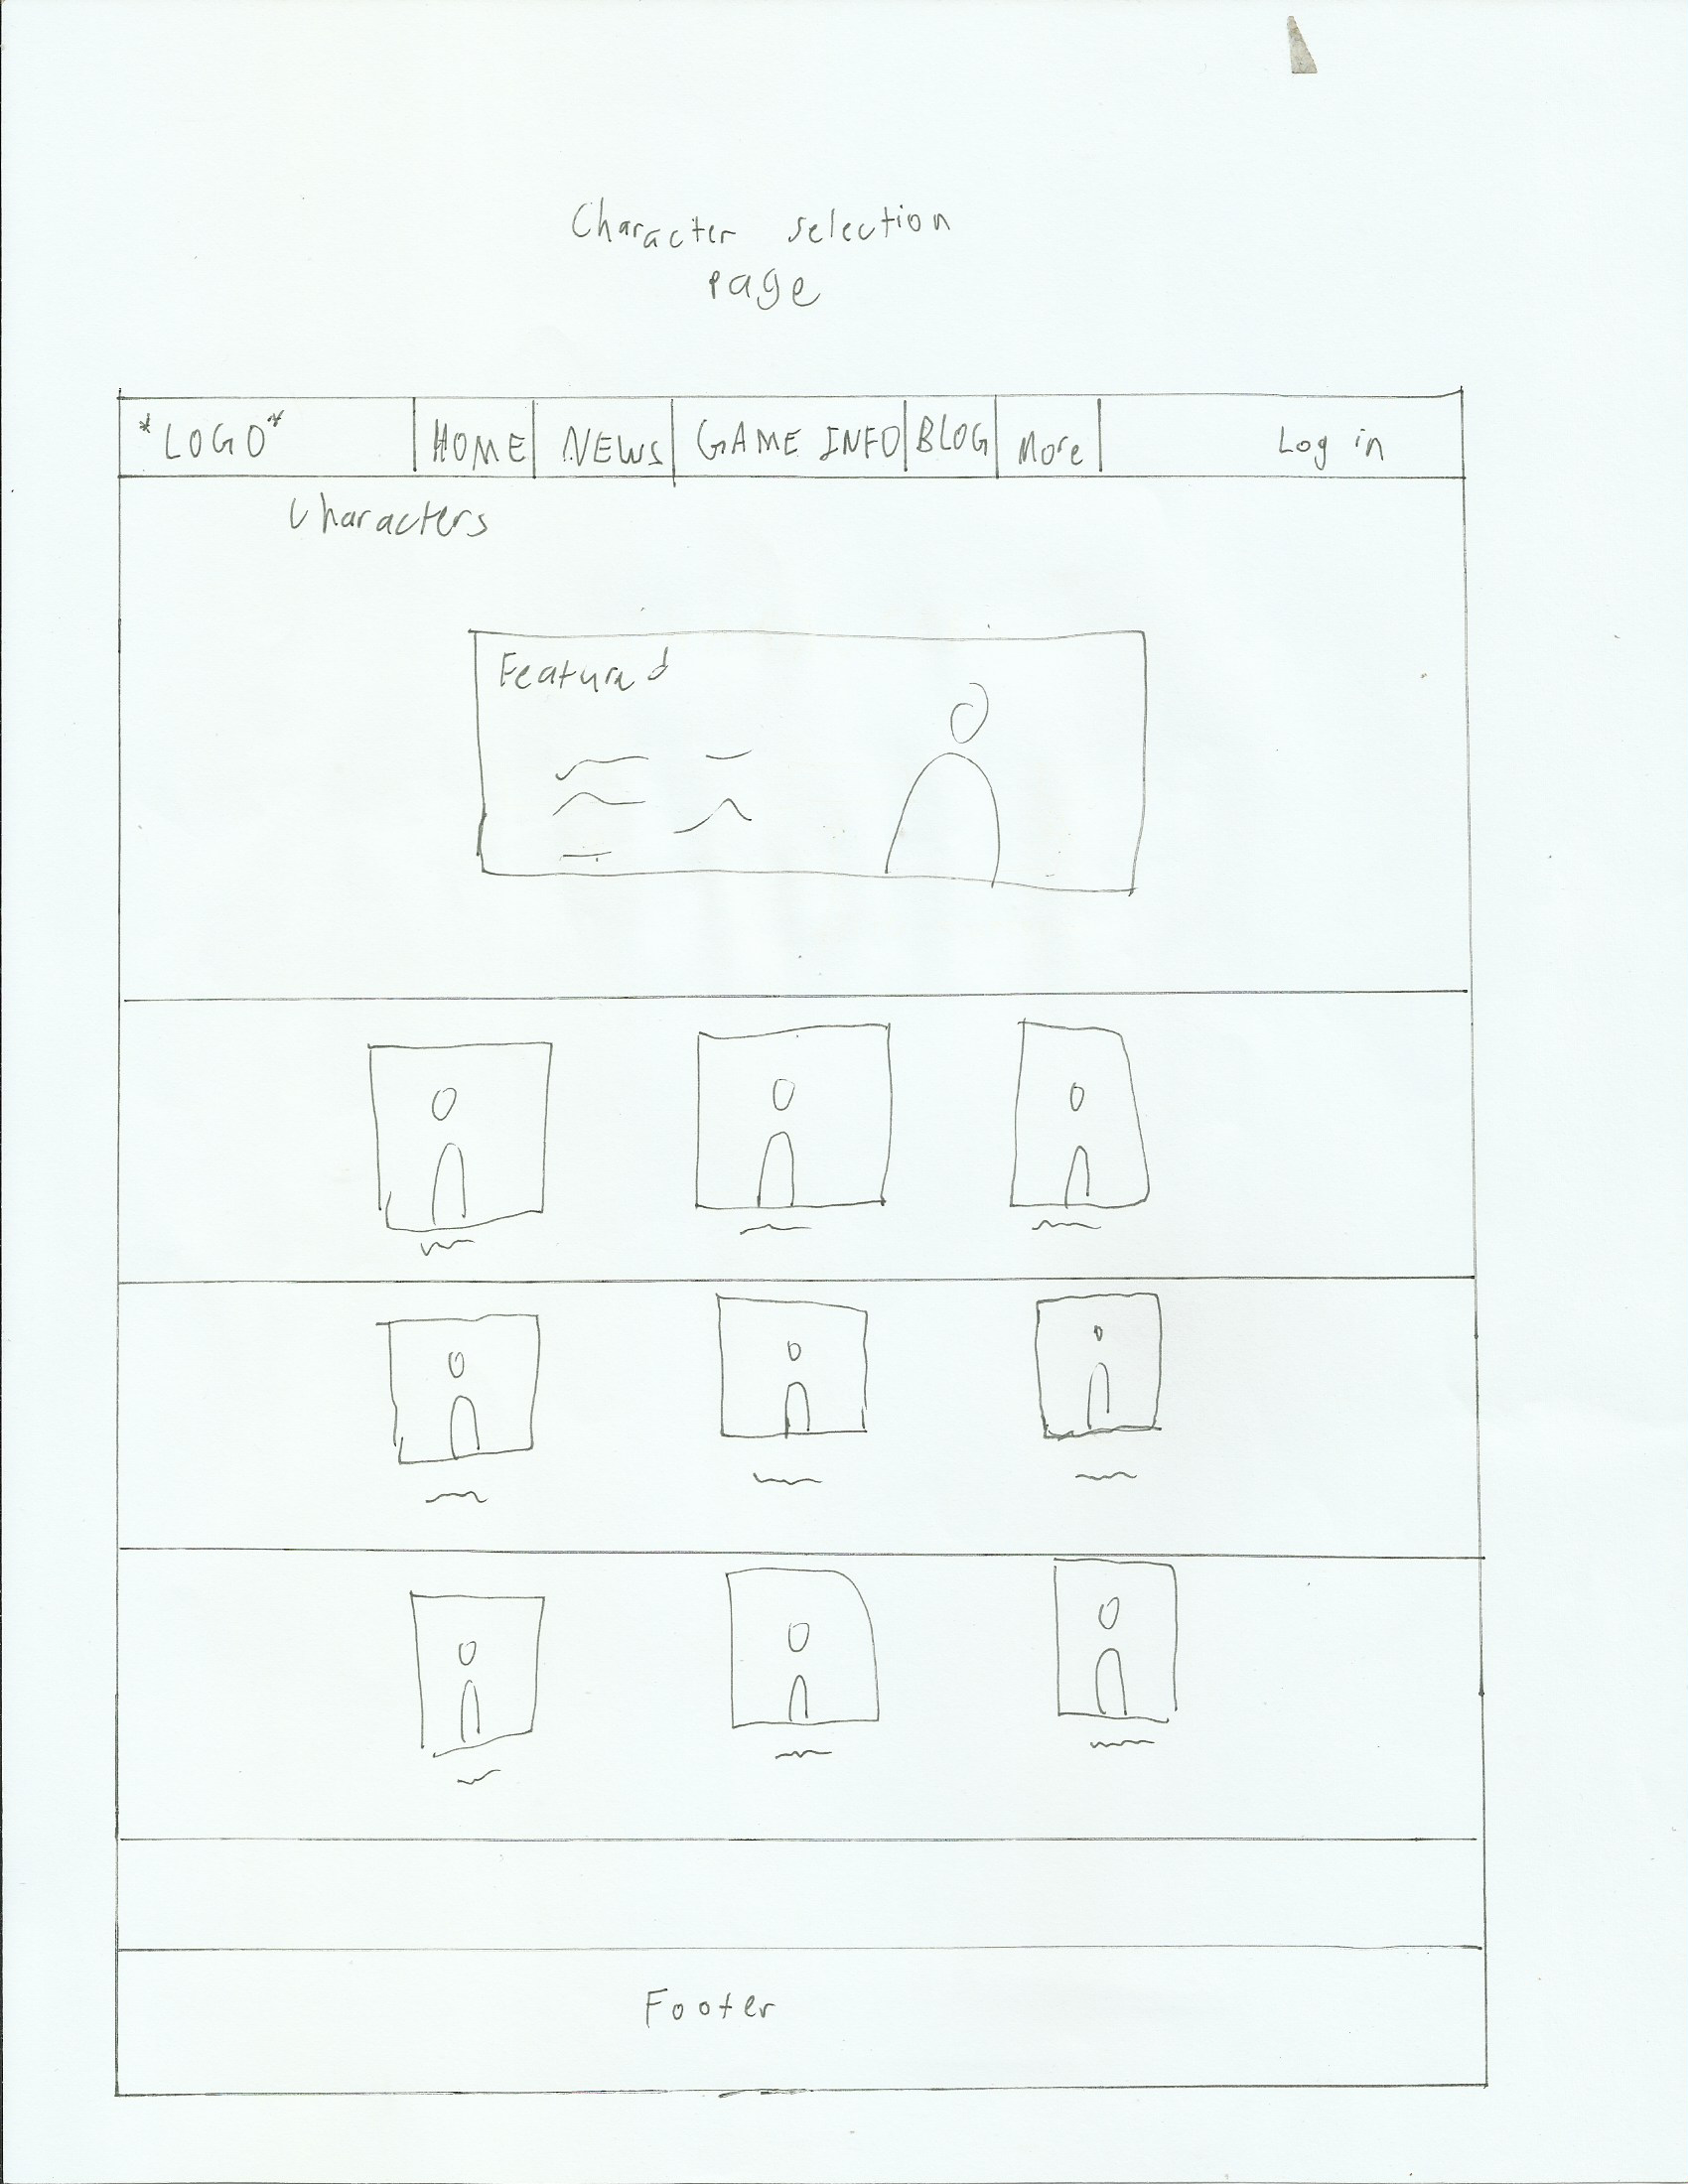 Character selection
page
*LOGO* HOME NEWS GAME INFO BLOG More Log in
Characters
Featured
Footer